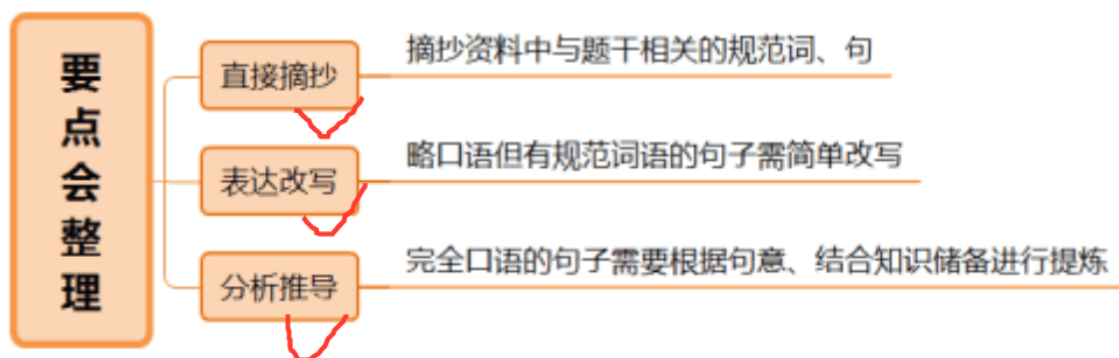 要点会整理
直接摘抄
摘抄资料中与题干相关的规范词、句
表达改写
略口语但有规范词语的句子需简单改写
分析推导
完全口语的句子需要根据句意、结合知识储备进行提炼